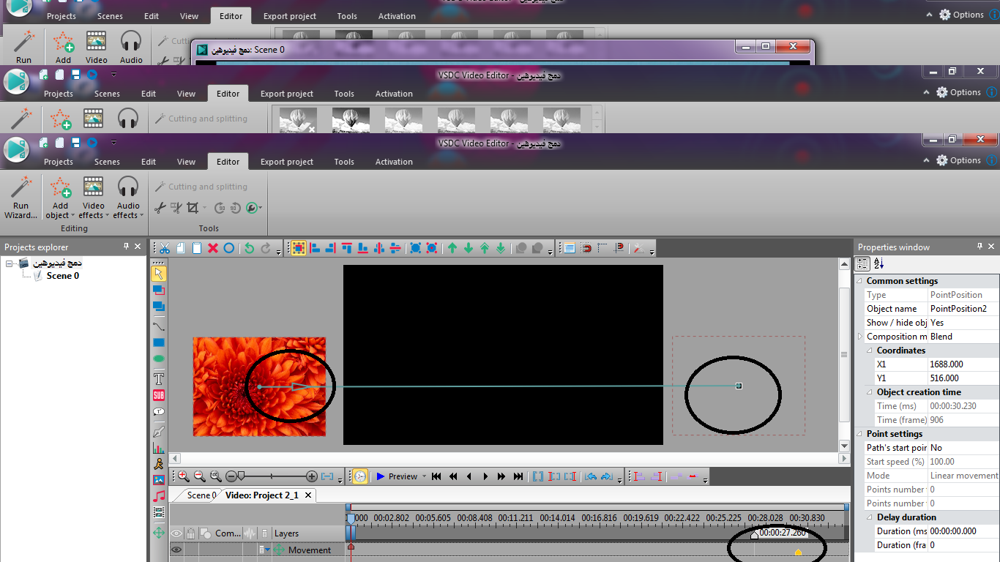 Projects Scenes Edit View Editor Export project Tools Activation Options
Run Add Video Audio
دمج فيديوهين: Scene 0
VSDC Video Editor - دمج فيديوهين
Projects Scenes Edit View Editor Export project Tools Activation Options
Cutting and splitting
VSDC Video Editor - دمج فيديوهين
Projects Scenes Edit View Editor Export project Tools Activation Options
Run Wizard...
Add object
Video effects
Audio effects
Cutting and splitting
Editing
Tools
Projects explorer
دمج فيديوهين
Scene 0
Properties window
Common settings
Type PointPosition
Object name PointPosition2
Show / hide obj Yes
Composition m Blend
Coordinates
X1 1688.000
Y1 516.000
Object creation time
Time (ms) 00:00:30.230
Time (frame) 906
Point settings
Path's start poin No
Start speed (%) 100.00
Mode Linear movement
Points number 0
Points number 0
Delay duration
Duration (ms 00:00:00.000
Duration (fra 0
T
SUB
Preview
Scene 0 Video: Project 2_1
000 00:02.802 00:05.605 00:08.408 00:11.211 00:14.014 00:16.816 00:19.619 00:22.422 00:25.225 00:28.028 00:30.830
Com... Layers
00:00:27.260
Movement